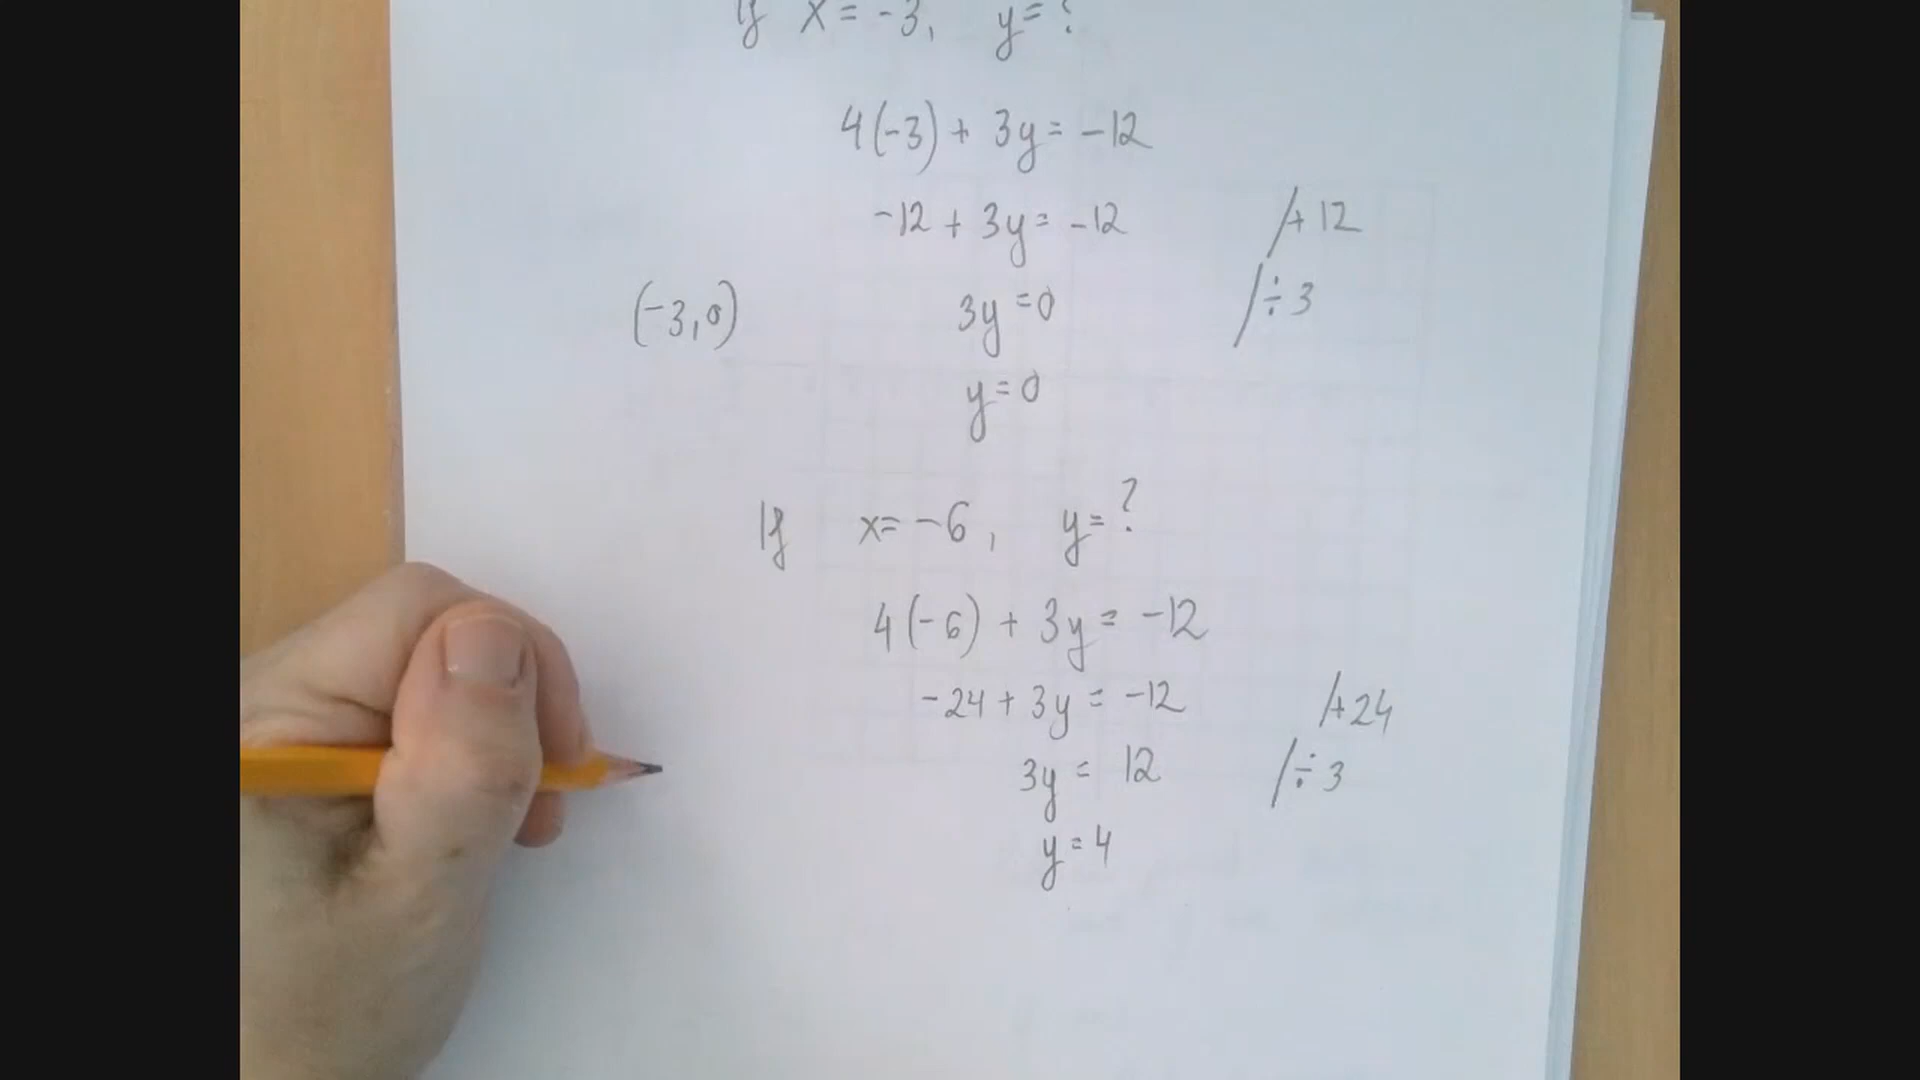 If x = -3, y = ?
4(-3) + 3y = -12
-12 + 3y = -12 /+ 12
(-3,0) 3y = 0 /÷ 3
y = 0
If x = -6, y = ?
4(-6) + 3y = -12
-24 + 3y = -12 /+24
3y = 12 /÷ 3
y = 4